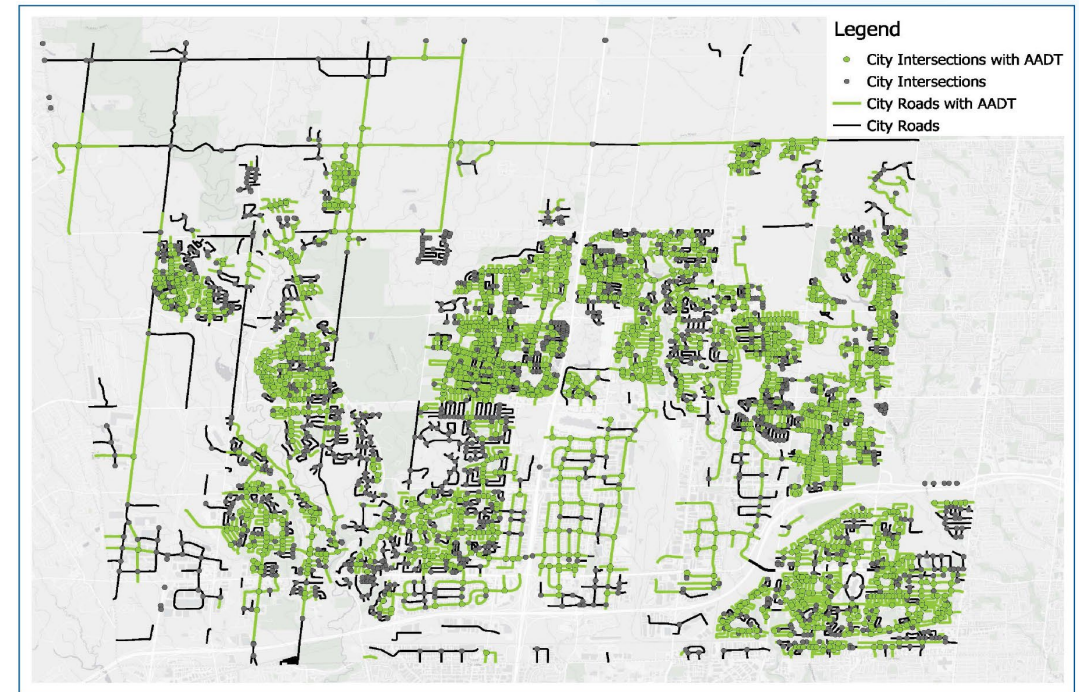 Legend
City Intersections with AADT
City Intersections
City Roads with AADT
City Roads